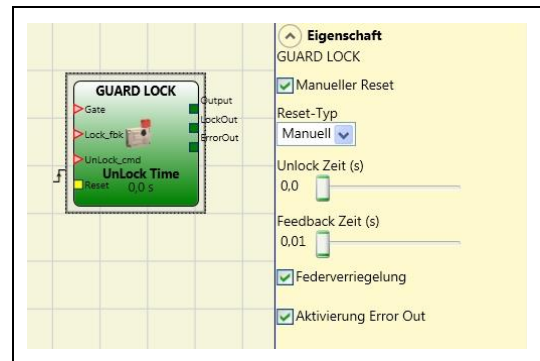 GUARD LOCK
Gate
Lock_fbk
UnLock_cmd
UnLock Time
Reset 0,0 s
Output
LockOut
ErrorOut
Eigenschaft
GUARD LOCK
Manueller Reset
Reset-Typ
Manuell
Unlock Zeit (s)
0,0
Feedback Zeit (s)
0,01
Federverriegelung
Aktivierung Error Out